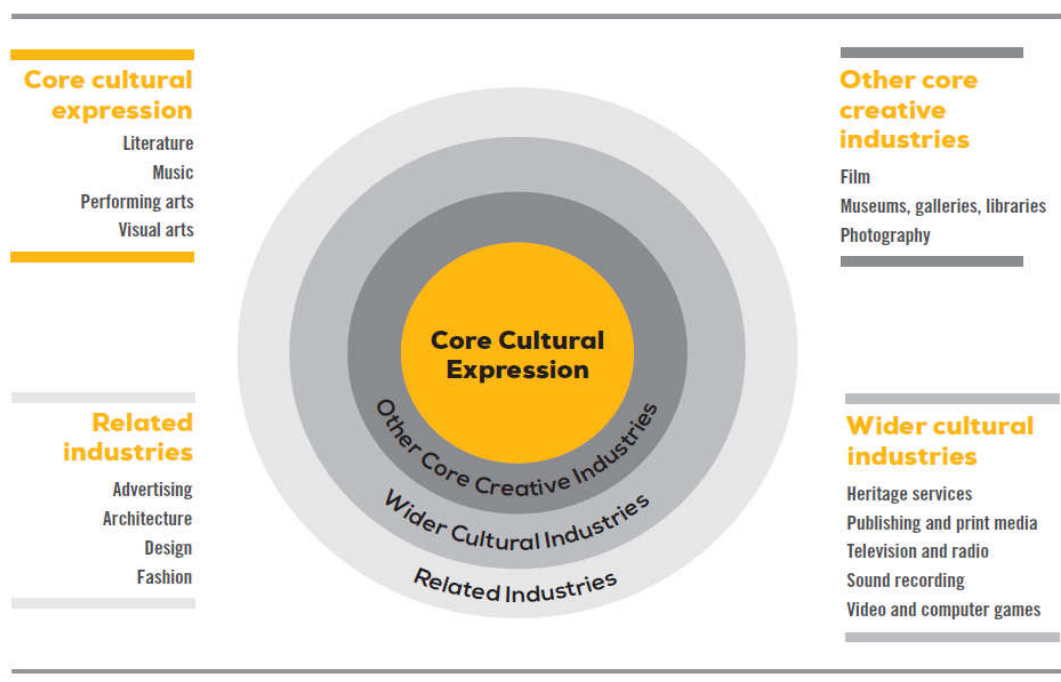 Core cultural
expression
Literature
Music
Performing arts
Visual arts
Other core
creative
industries
Film
Museums, galleries, libraries
Photography
Core Cultural
Expression
Other Core Creative Industries
Wider Cultural Industries
Related Industries
Related
industries
Advertising
Architecture
Design
Fashion
Wider cultural
industries
Heritage services
Publishing and print media
Television and radio
Sound recording
Video and computer games